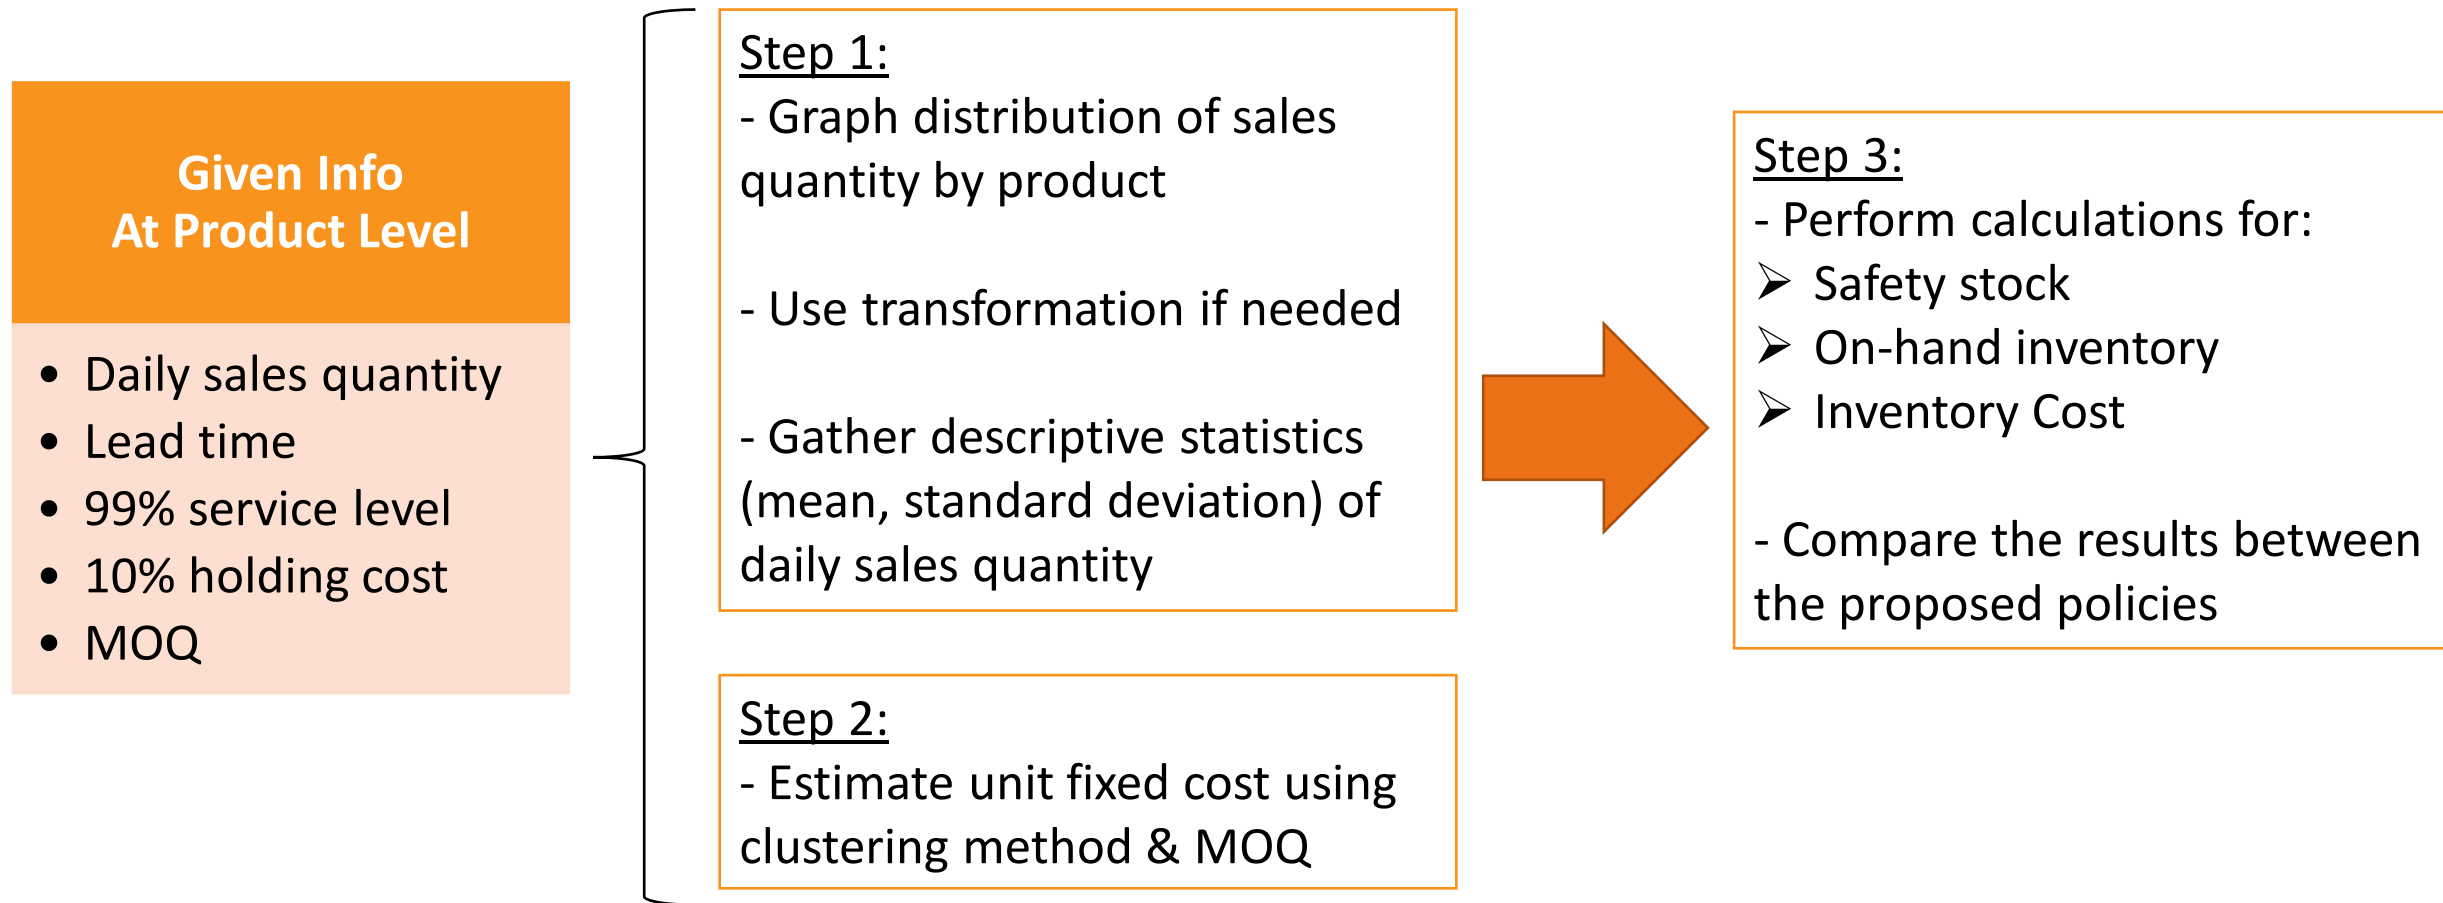 Given Info
At Product Level
• Daily sales quantity
• Lead time
• 99% service level
• 10% holding cost
• MOQ
Step 1:
- Graph distribution of sales
quantity by product
- Use transformation if needed
- Gather descriptive statistics
(mean, standard deviation) of
daily sales quantity
Step 2:
- Estimate unit fixed cost using
clustering method & MOQ
Step 3:
- Perform calculations for:
➢ Safety stock
➢ On-hand inventory
➢ Inventory Cost
- Compare the results between
the proposed policies